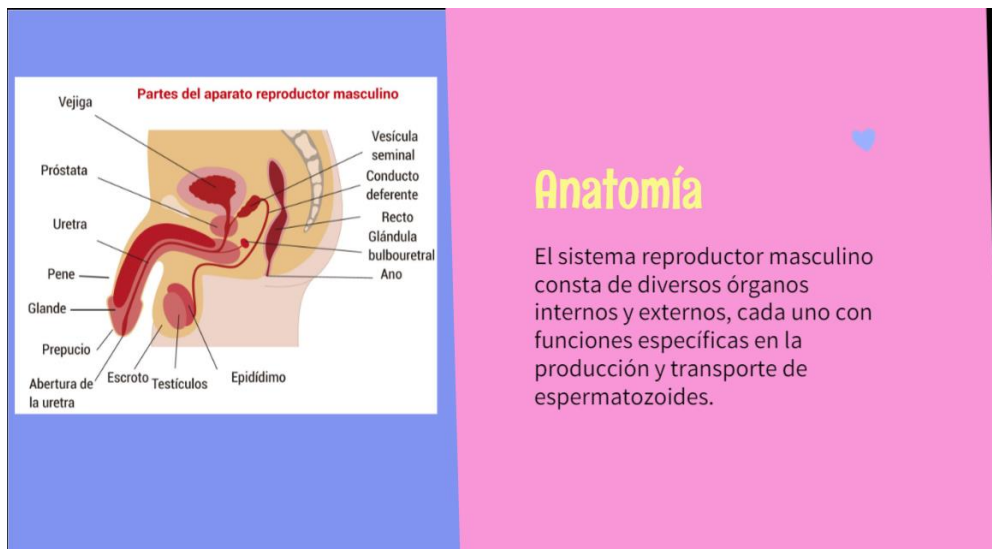 Partes del aparato reproductor masculino
Vejiga
Próstata
Uretra
Pene
Glande
Prepucio
Abertura de
la uretra
Escroto
Testículos
Epidídimo
Vesícula
seminal
Conducto
deferente
Recto
Glándula
bulbouretral
Ano
Anatomía
El sistema reproductor masculino
consta de diversos órganos
internos y externos, cada uno con
funciones específicas en la
producción y transporte de
espermatozoides.